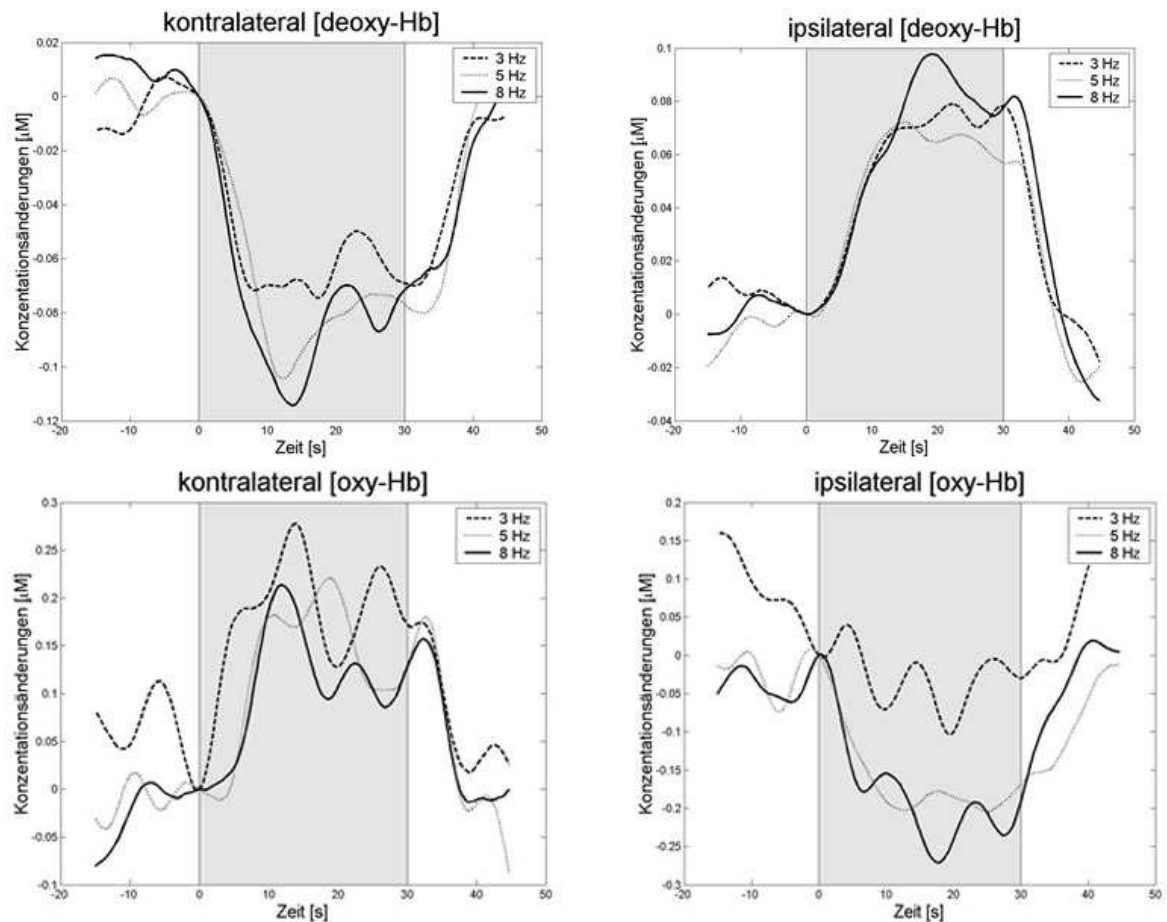 kontralateral [deoxy-Hb]
3 Hz
5 Hz
8 Hz
0.02
0
-0.02
-0.04
-0.06
-0.08
-0.1
-0.12
Konzentationsänderungen [µM]
-20 -10 0 10 20 30 40 50
Zeit [s]
ipsilateral [deoxy-Hb]
3 Hz
5 Hz
8 Hz
0.1
0.08
0.06
0.04
0.02
0
-0.02
-0.04
Konzentationsänderungen [µM]
-20 -10 0 10 20 30 40 50
Zeit [s]
kontralateral [oxy-Hb]
3 Hz
5 Hz
8 Hz
0.3
0.25
0.2
0.15
0.1
0.05
0
-0.05
-0.1
Konzentationsänderungen [µM]
-20 -10 0 10 20 30 40 50
Zeit [s]
ipsilateral [oxy-Hb]
3 Hz
5 Hz
8 Hz
0.2
0.15
0.1
0.05
0
-0.05
-0.1
-0.15
-0.2
-0.25
-0.3
Konzentationsänderungen [µM]
-20 -10 0 10 20 30 40 50
Zeit [s]